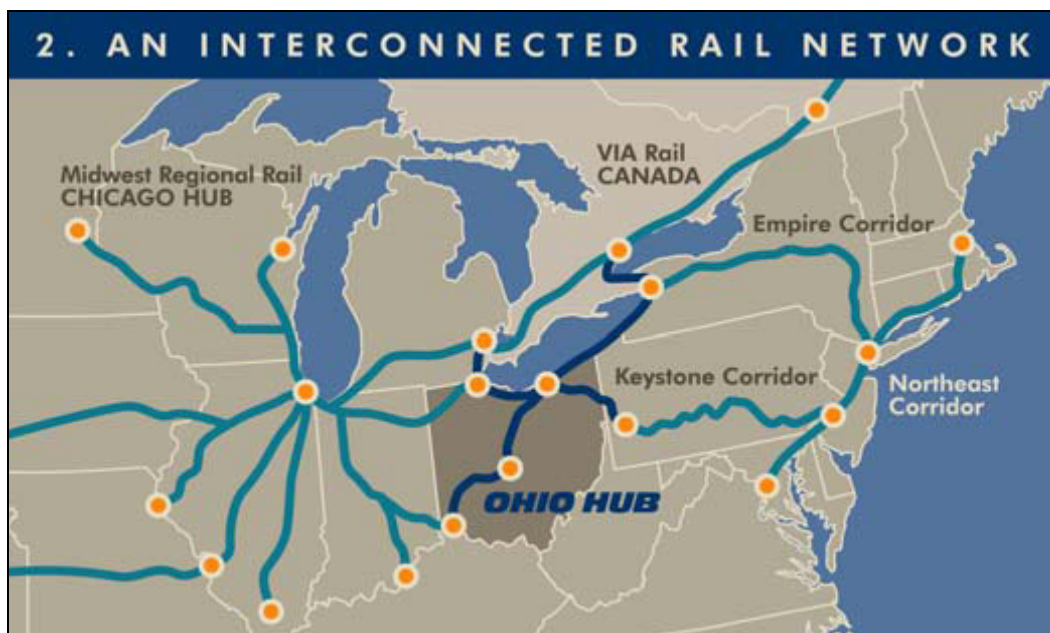 2. AN INTERCONNECTED RAIL NETWORK
Midwest Regional Rail
CHICAGO HUB
VIA Rail
CANADA
Empire Corridor
Keystone Corridor
Northeast
Corridor
OHIO HUB